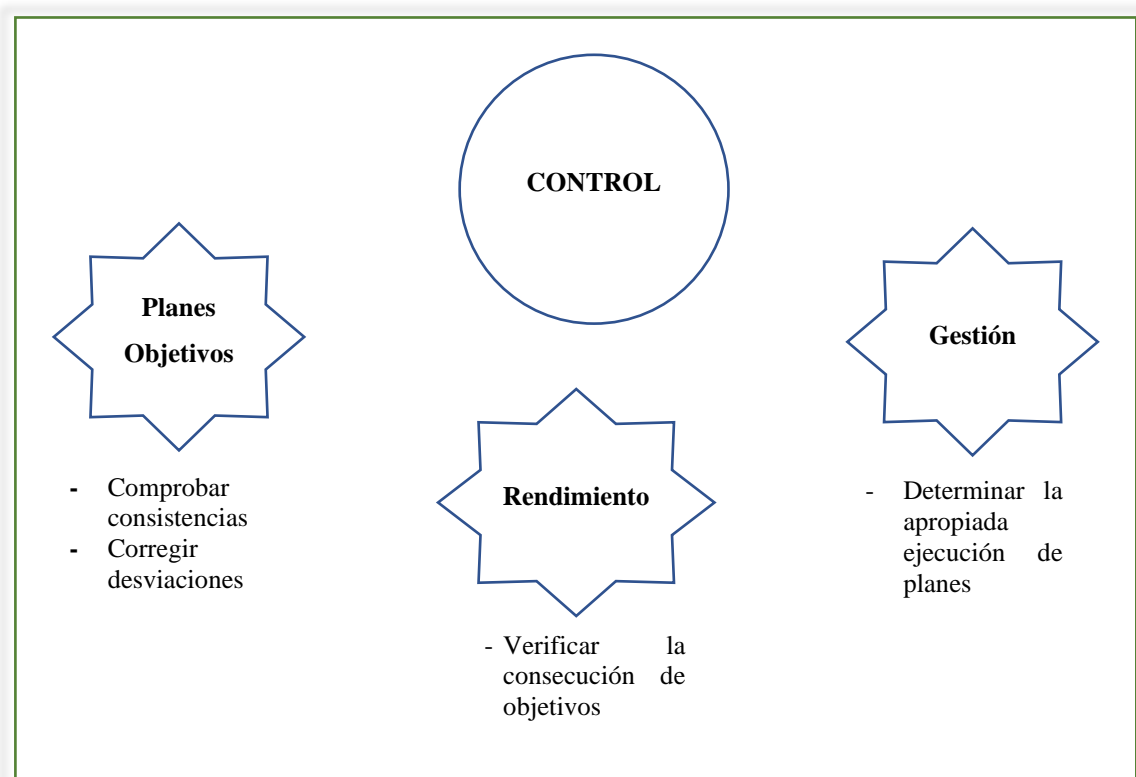 CONTROL
Planes
Objetivos
- Comprobar
consistencias
- Corregir
desviaciones
Rendimiento
- Verificar la
consecución de
objetivos
Gestión
- Determinar la
apropiada
ejecución de
planes